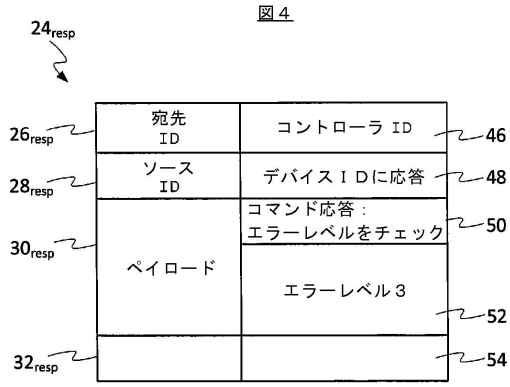 図4
24resp
宛先
ID
コントローラ ID
26resp
46
ソース
ID
デバイスIDに応答
28resp
48
コマンド応答：
エラーレベルをチェック
50
30resp
ペイロード
エラーレベル3
52
32resp
54